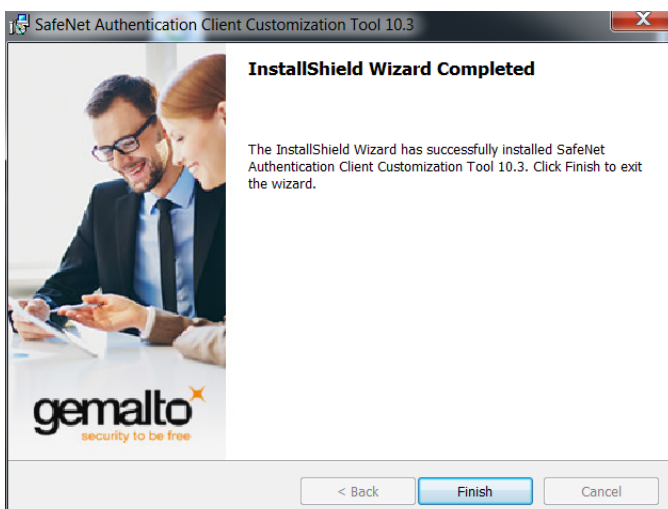 SafeNet Authentication Client Customization Tool 10.3
InstallShield Wizard Completed
The InstallShield Wizard has successfully installed SafeNet
Authentication Client Customization Tool 10.3. Click Finish to exit
the wizard.
gemalto
security to be free
< Back
Finish
Cancel